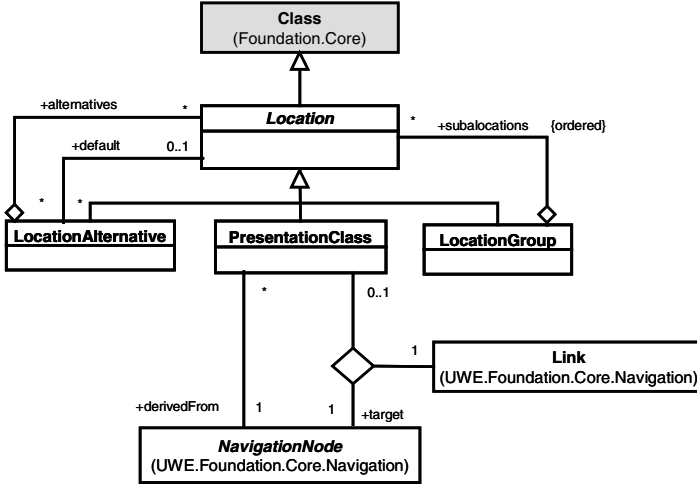 Class
(Foundation.Core)
+alternatives
*
Location
*
+subalocations
{ordered}
+default
0..1
*
*
LocationAlternative
PresentationClass
LocationGroup
*
0..1
1
Link
(UWE.Foundation.Core.Navigation)
+derivedFrom
1
1
+target
NavigationNode
(UWE.Foundation.Core.Navigation)